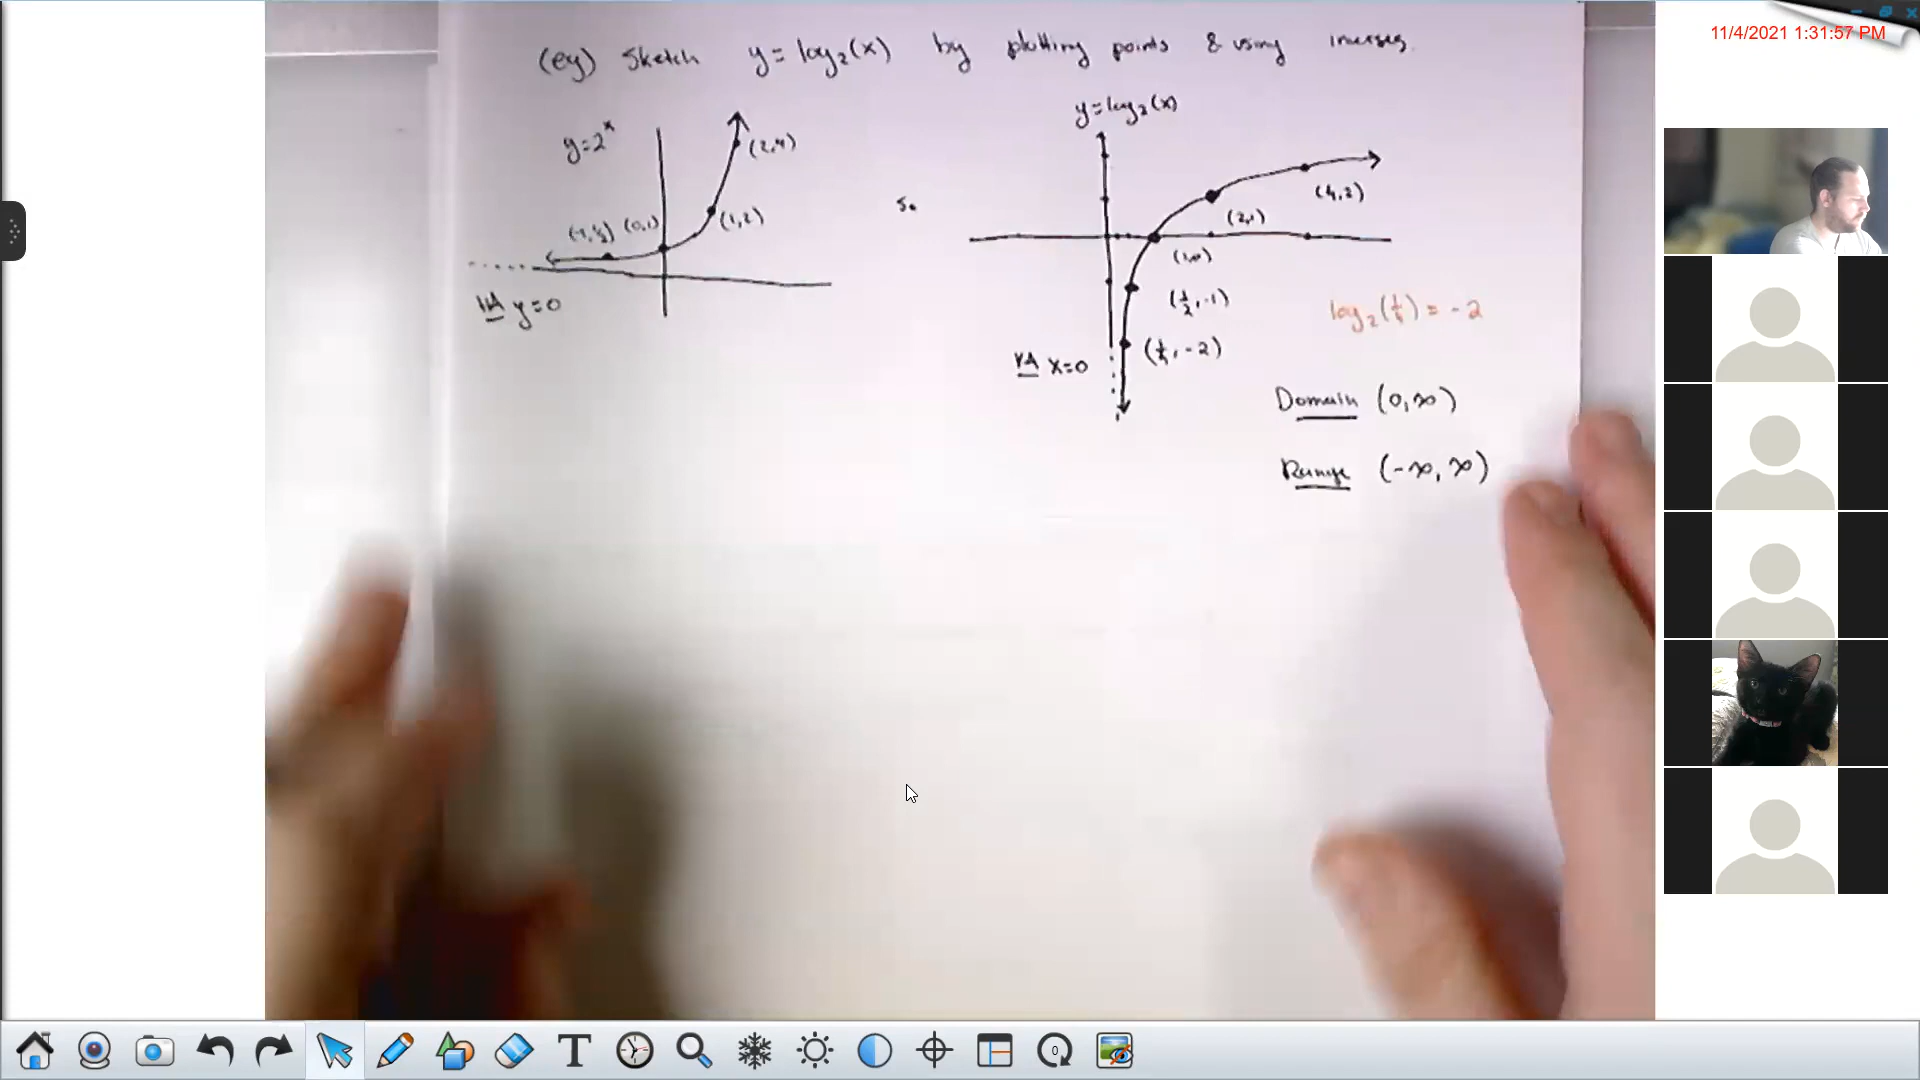 11/4/2021 1:31:57 PM
(eg) Sketch y = log₂(x) by plotting points & using inverses.
y=2ˣ
(2,4)
(1,2)
(0,1)
(-1,½)
HA y=0
So
y=log₂(x)
(4,2)
(2,1)
(1,0)
(½,-1)
(¼,-2)
VA x=0
log₂(¼) = -2
Domain (0,∞)
Range (-∞,∞)
T
0